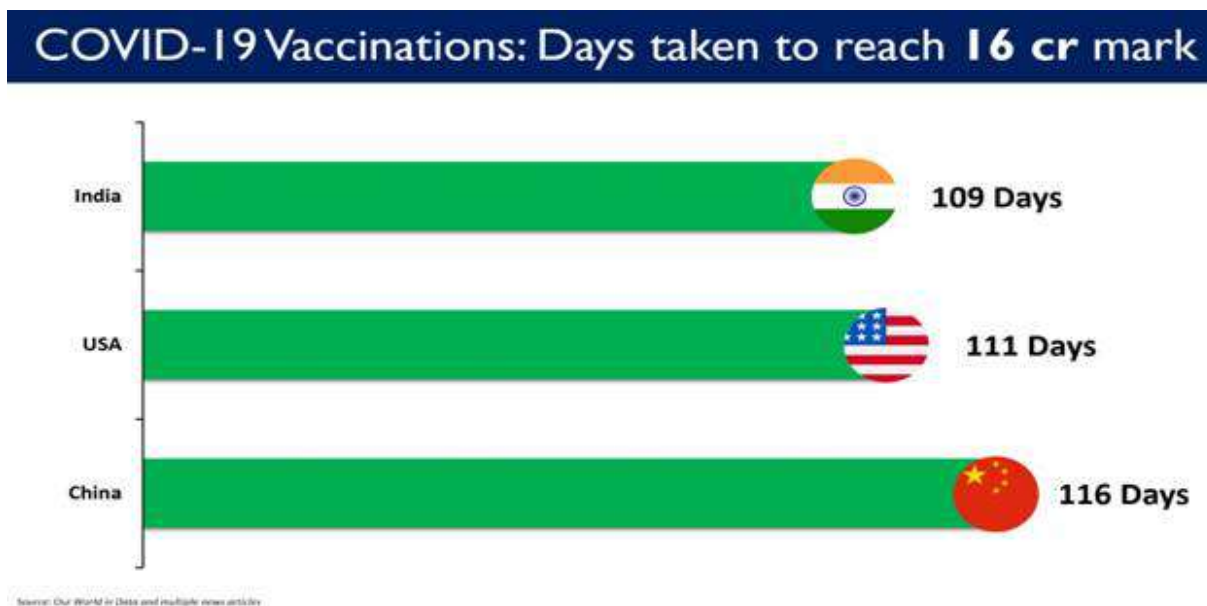 COVID-19 Vaccinations: Days taken to reach 16 cr mark
India
109 Days
USA
111 Days
China
116 Days
Source: Our World in Data and multiple news articles